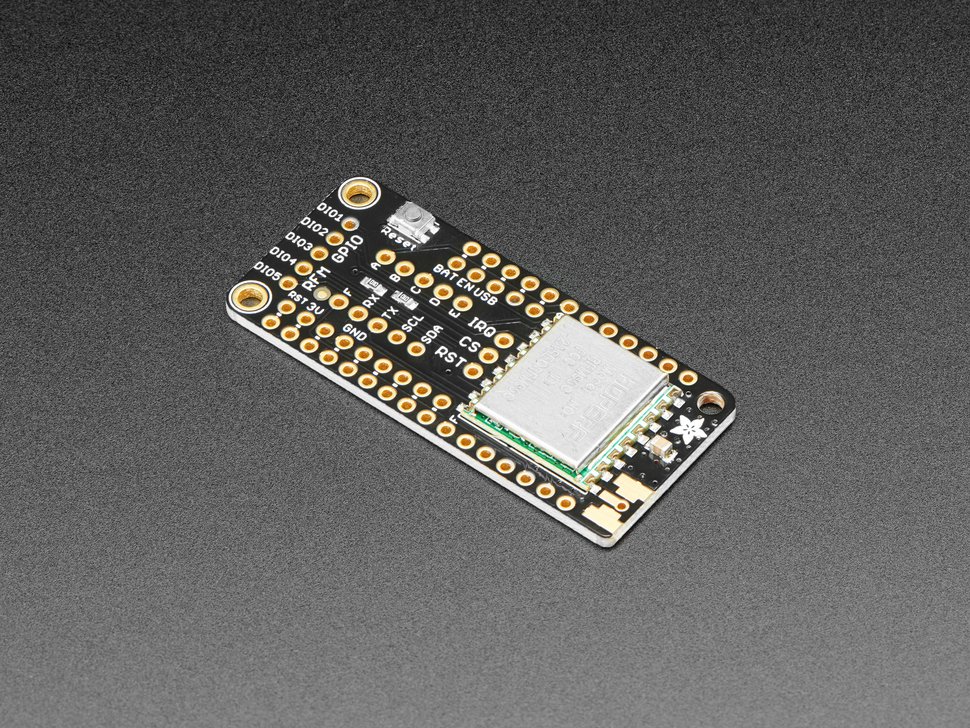 DIO1
DIO2
DIO3
DIO4
DIO5
RFM GPIO
Reset
A
B
C
D
E
F
BAT
EN
USB
RST
3V
GND
RX
TX
SCL
SDA
IRQ
CS
RST